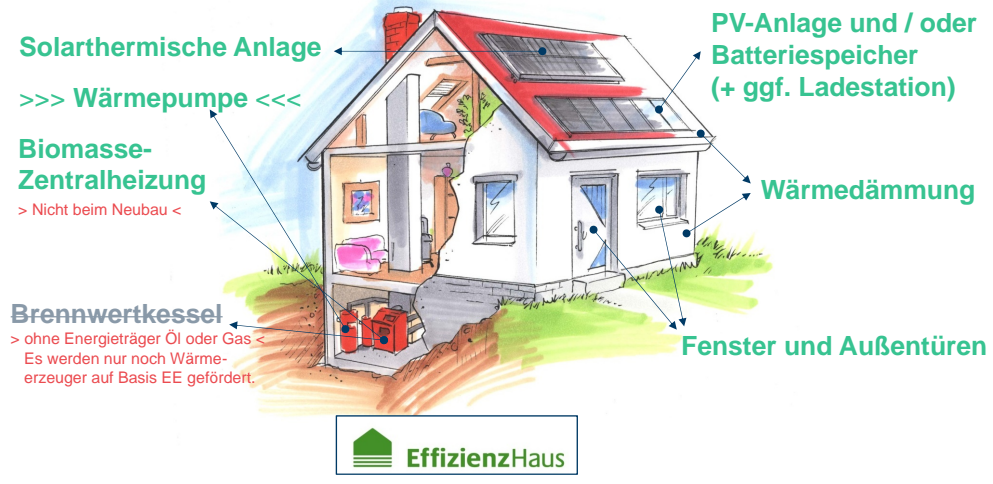 Solarthermische Anlage
>>> Wärmepumpe <<<
Biomasse-
Zentralheizung
> Nicht beim Neubau <
Brennwertkessel
> ohne Energieträger Öl oder Gas <
Es werden nur noch Wärme-
erzeuger auf Basis EE gefördert.
PV-Anlage und / oder
Batteriespeicher
(+ ggf. Ladestation)
Wärmedämmung
Fenster und Außentüren
EffizienzHaus